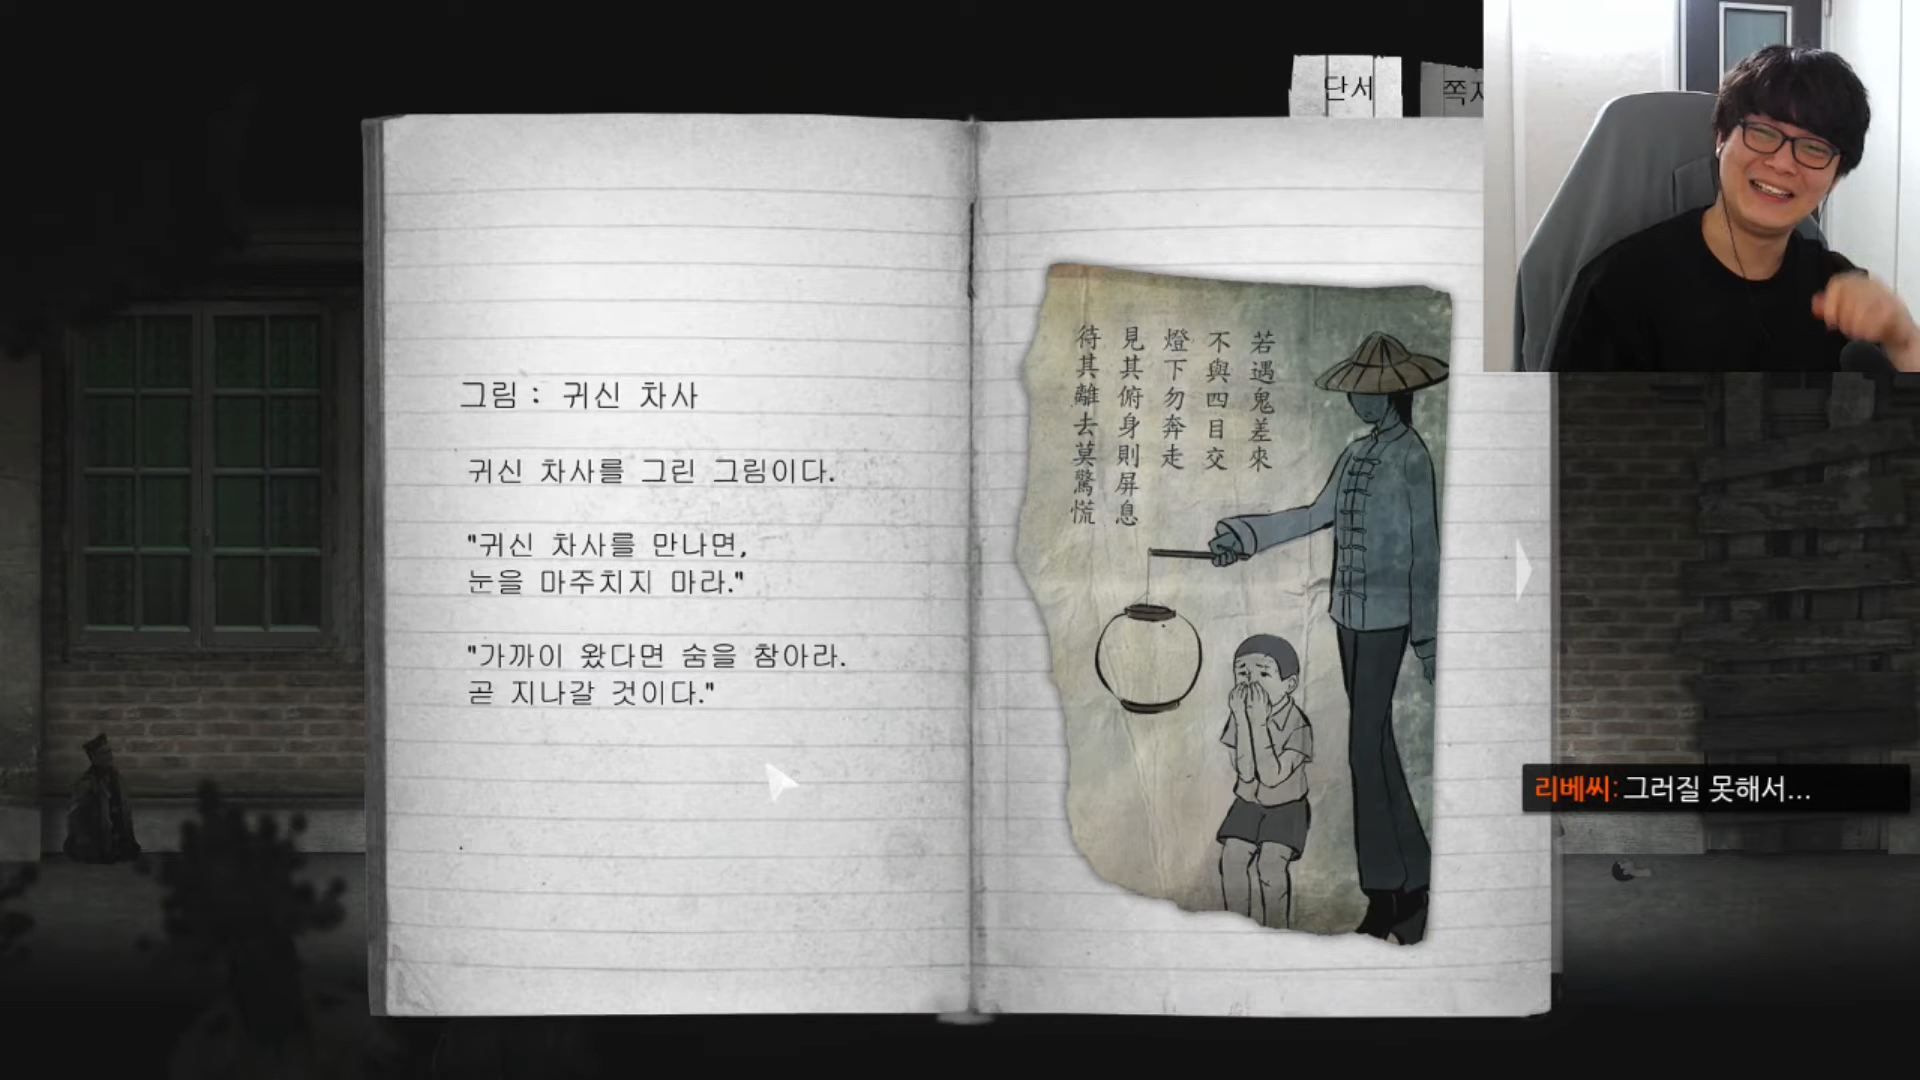 단서
쪽지
그림 : 귀신 차사
귀신 차사를 그린 그림이다.
"귀신 차사를 만나면,
눈을 마주치지 마라."
"가까이 왔다면 숨을 참아라.
곧 지나갈 것이다."
若遇鬼差來
不與四目交
燈下勿奔走
見其俯身則屏息
待其離去莫驚慌
리베씨: 그러질 못해서...